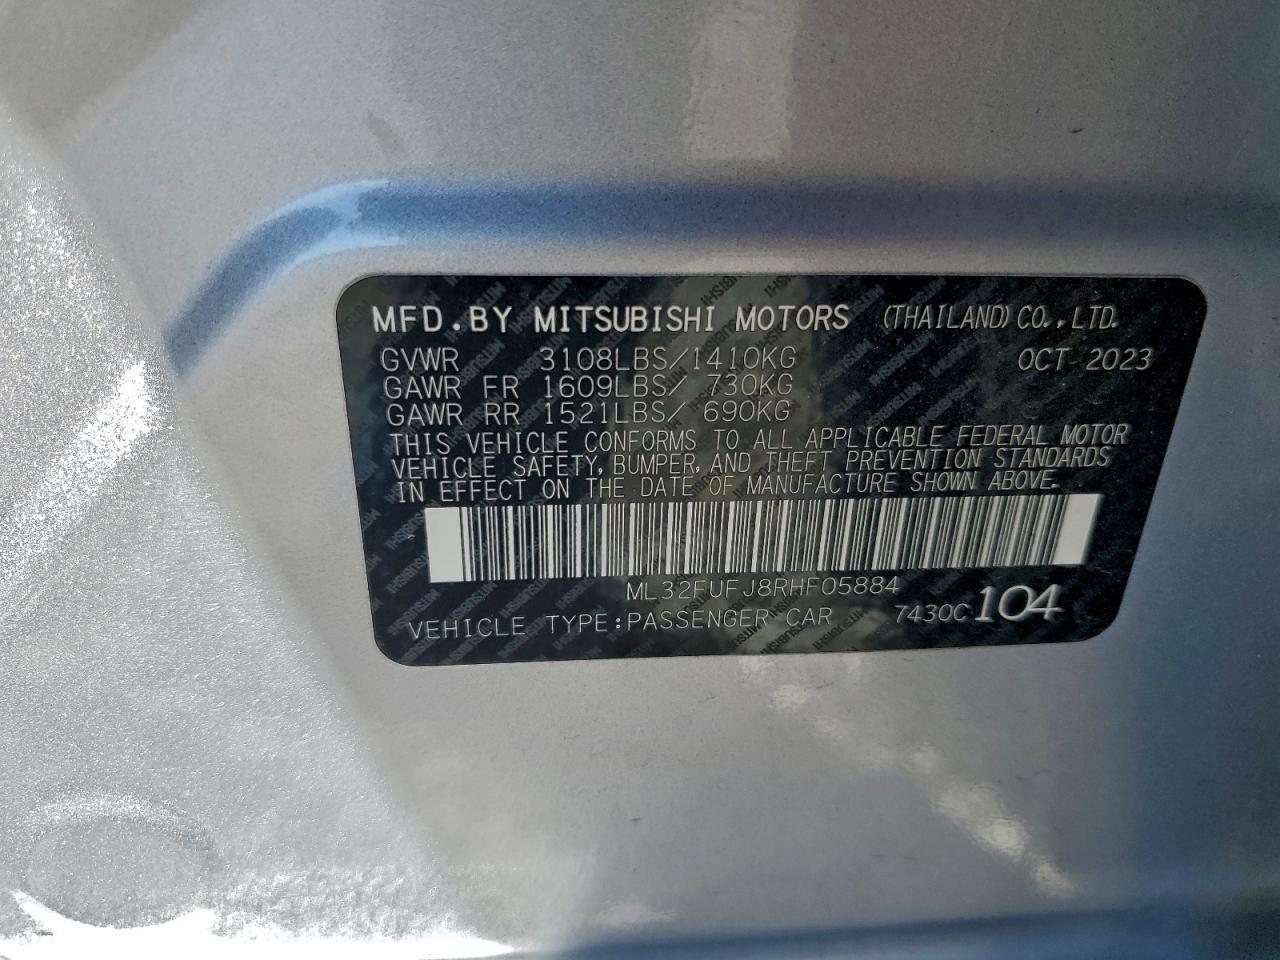 MFD.BY MITSUBISHI MOTORS (THAILAND) CO.,LTD.
GVWR 3108LBS/1410KG OCT 2023
GAWR FR 1609LBS/ 730KG
GAWR RR 1521LBS/ 690KG
THIS VEHICLE CONFORMS TO ALL APPLICABLE FEDERAL MOTOR
VEHICLE SAFETY, BUMPER, AND THEFT PREVENTION STANDARDS
IN EFFECT ON THE DATE OF MANUFACTURE SHOWN ABOVE.
ML32FUFJ8RHF05884
VEHICLE TYPE:PASSENGER CAR 7430C 104